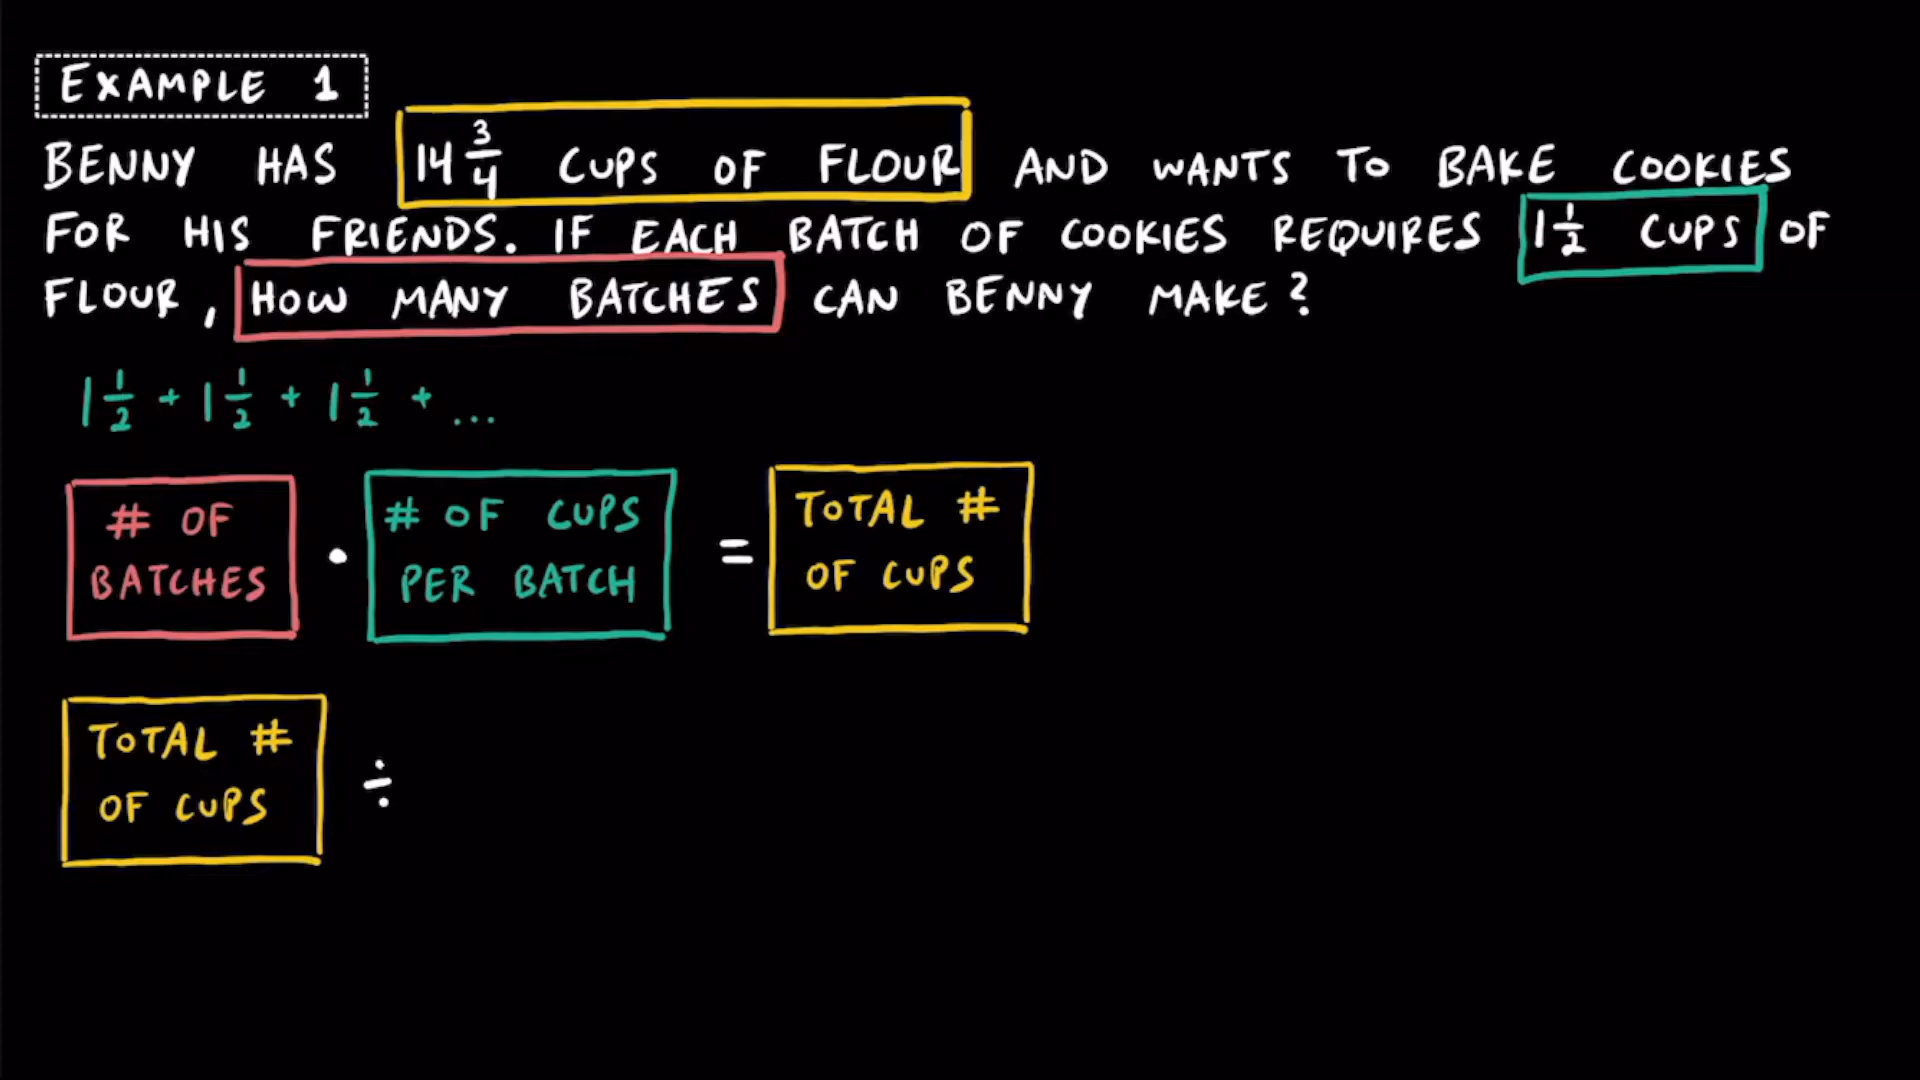 EXAMPLE 1
BENNY HAS 14 3/4 CUPS OF FLOUR AND WANTS TO BAKE COOKIES
FOR HIS FRIENDS. IF EACH BATCH OF COOKIES REQUIRES 1 1/2 CUPS OF
FLOUR, HOW MANY BATCHES CAN BENNY MAKE?
1 1/2 + 1 1/2 + 1 1/2 + ...
# OF
BATCHES
·
# OF CUPS
PER BATCH
=
TOTAL #
OF CUPS
TOTAL #
OF CUPS
÷